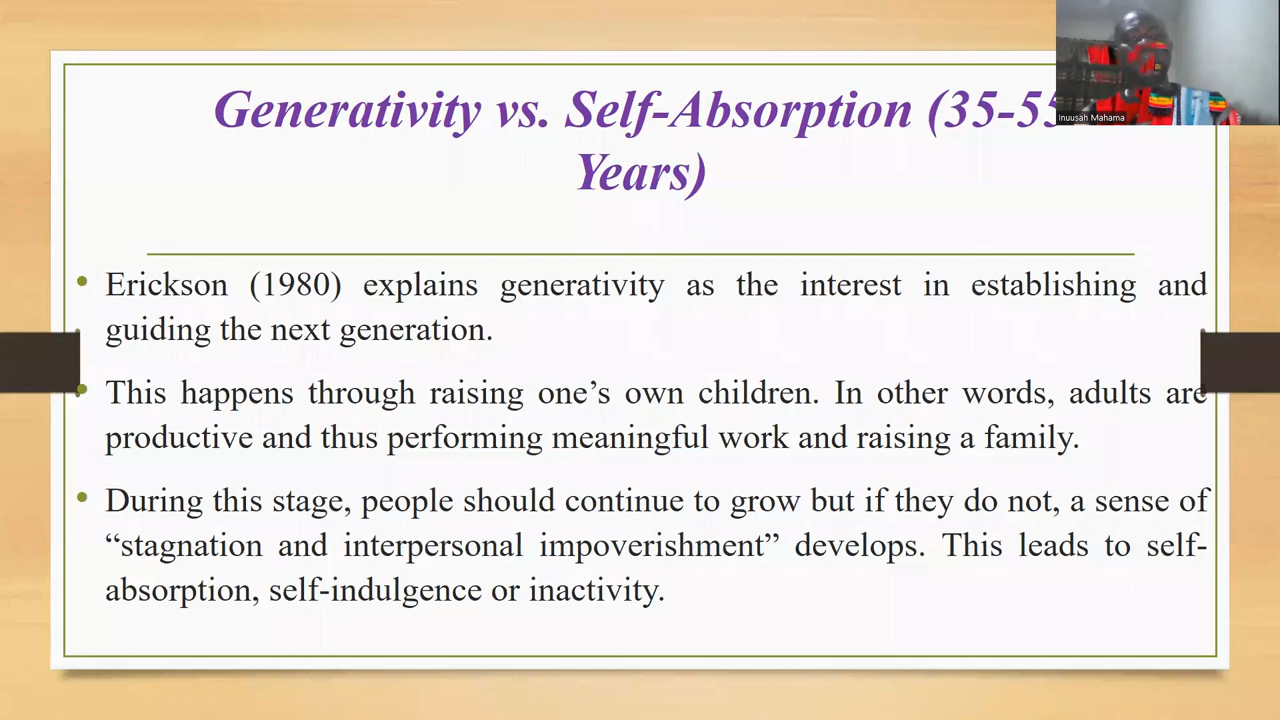 Generativity vs. Self-Absorption (35-55
Years)
Inuusah Mahama
• Erickson (1980) explains generativity as the interest in establishing and
guiding the next generation.
• This happens through raising one’s own children. In other words, adults are
productive and thus performing meaningful work and raising a family.
• During this stage, people should continue to grow but if they do not, a sense of
“stagnation and interpersonal impoverishment” develops. This leads to self-
absorption, self-indulgence or inactivity.